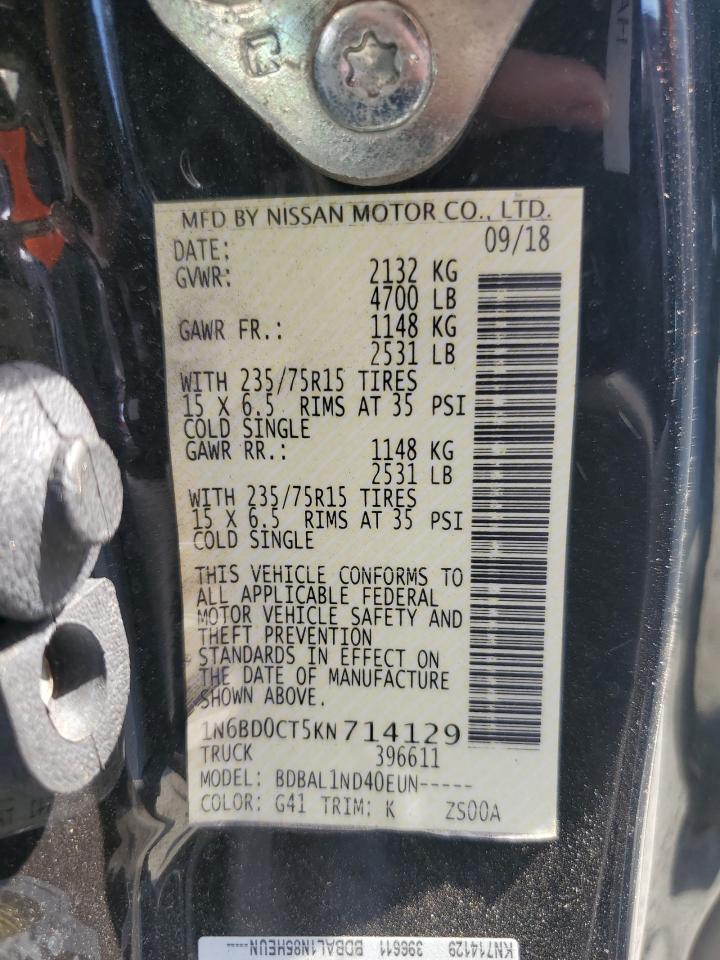 MFD BY NISSAN MOTOR CO., LTD.
DATE: 09/18
GVWR: 2132 KG
4700 LB
GAWR FR.: 1148 KG
2531 LB
WITH 235/75R15 TIRES
15 X 6.5 RIMS AT 35 PSI
COLD SINGLE
GAWR RR.: 1148 KG
2531 LB
WITH 235/75R15 TIRES
15 X 6.5 RIMS AT 35 PSI
COLD SINGLE
THIS VEHICLE CONFORMS TO
ALL APPLICABLE FEDERAL
MOTOR VEHICLE SAFETY AND
THEFT PREVENTION
STANDARDS IN EFFECT ON
THE DATE OF MANUFACTURE
SHOWN ABOVE.
1N6BD0CT5KN714129
TRUCK 396611
MODEL: BDBAL1ND40EUN-----
COLOR: G41 TRIM: K ZS00A
KN714129 396611 BDBAL1N85HEUN-----